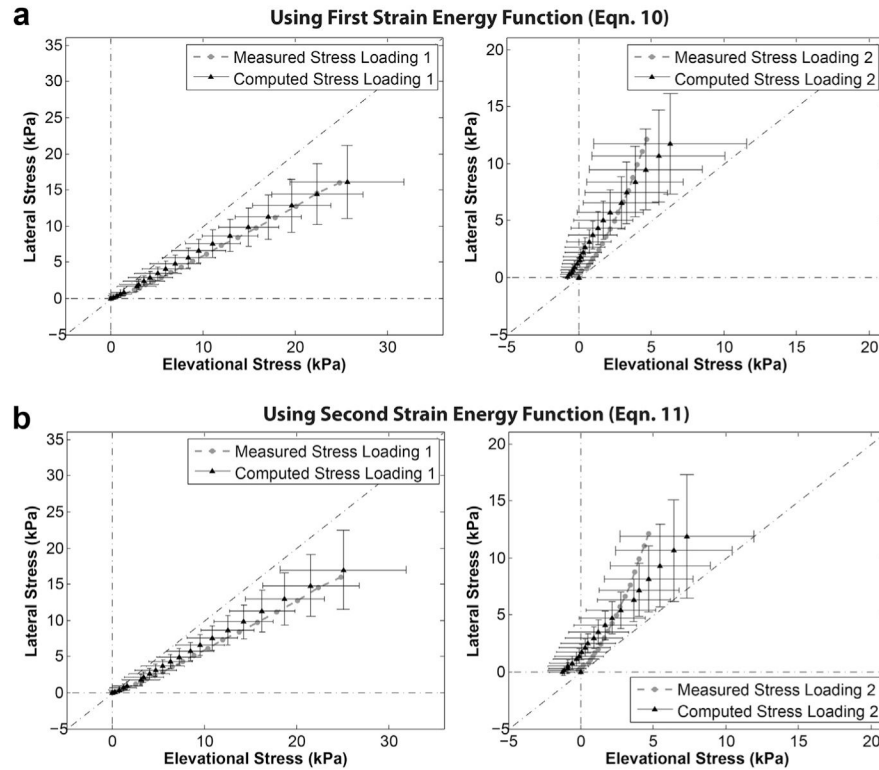 a
Using First Strain Energy Function (Eqn. 10)
35
30
25
20
15
10
5
0
−5
0
10
20
30
Lateral Stress (kPa)
Elevational Stress (kPa)
Measured Stress Loading 1
Computed Stress Loading 1
20
15
10
5
0
−5
−5
0
5
10
15
20
Lateral Stress (kPa)
Elevational Stress (kPa)
Measured Stress Loading 2
Computed Stress Loading 2
b
Using Second Strain Energy Function (Eqn. 11)
35
30
25
20
15
10
5
0
−5
0
10
20
30
Lateral Stress (kPa)
Elevational Stress (kPa)
Measured Stress Loading 1
Computed Stress Loading 1
20
15
10
5
0
−5
−5
0
5
10
15
20
Lateral Stress (kPa)
Elevational Stress (kPa)
Measured Stress Loading 2
Computed Stress Loading 2